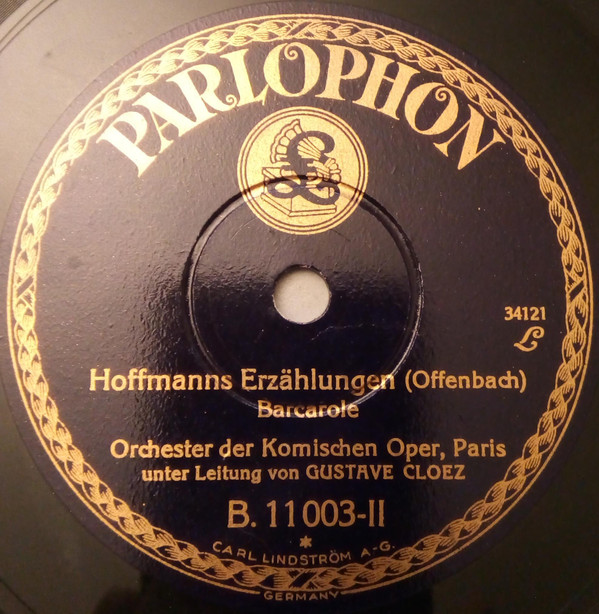 PARLOPHON
£
34121
L
Hoffmanns Erzählungen (Offenbach)
Barcarole
Orchester der Komischen Oper, Paris
unter Leitung von GUSTAVE CLOEZ
B. 11003-II
*
CARL LINDSTRÖM A-G.
GERMANY